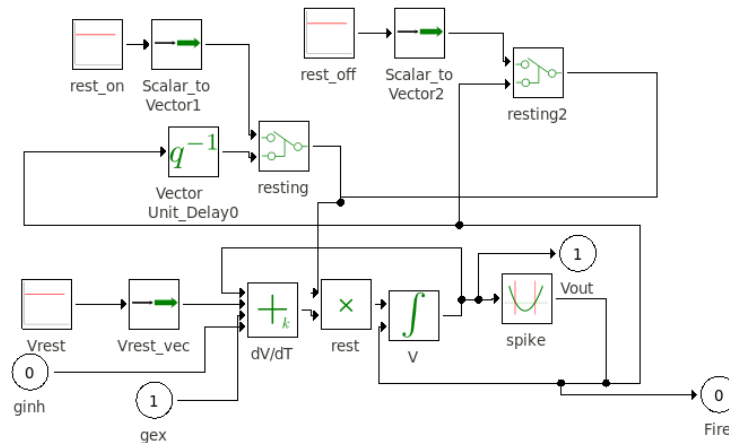 rest_on
Scalar_to
Vector1
rest_off
Scalar_to
Vector2
resting2
q⁻¹
Vector
Unit_Delay0
resting
Vrest
Vrest_vec
+k
dV/dT
×
rest
∫
V
spike
1
Vout
0
ginh
1
gex
0
Fire